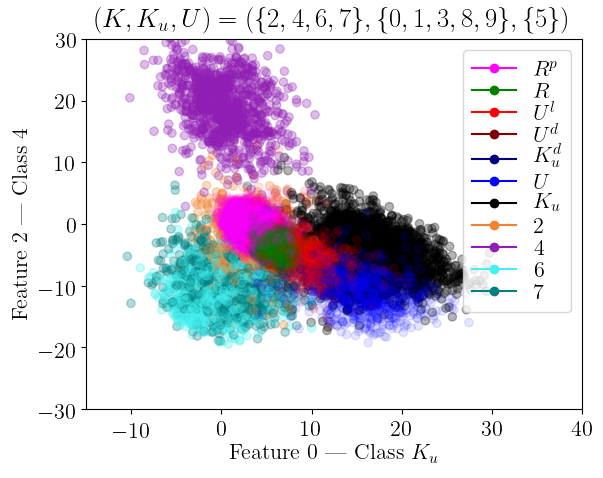 (K, K_u, U) = ({2, 4, 6, 7}, {0, 1, 3, 8, 9}, {5})
30
20
10
0
−10
−20
−30
Feature 2 — Class 4
−10
0
10
20
30
40
Feature 0 — Class K_u
R^p
R
U^l
U^d
K_u^d
U
K_u
2
4
6
7